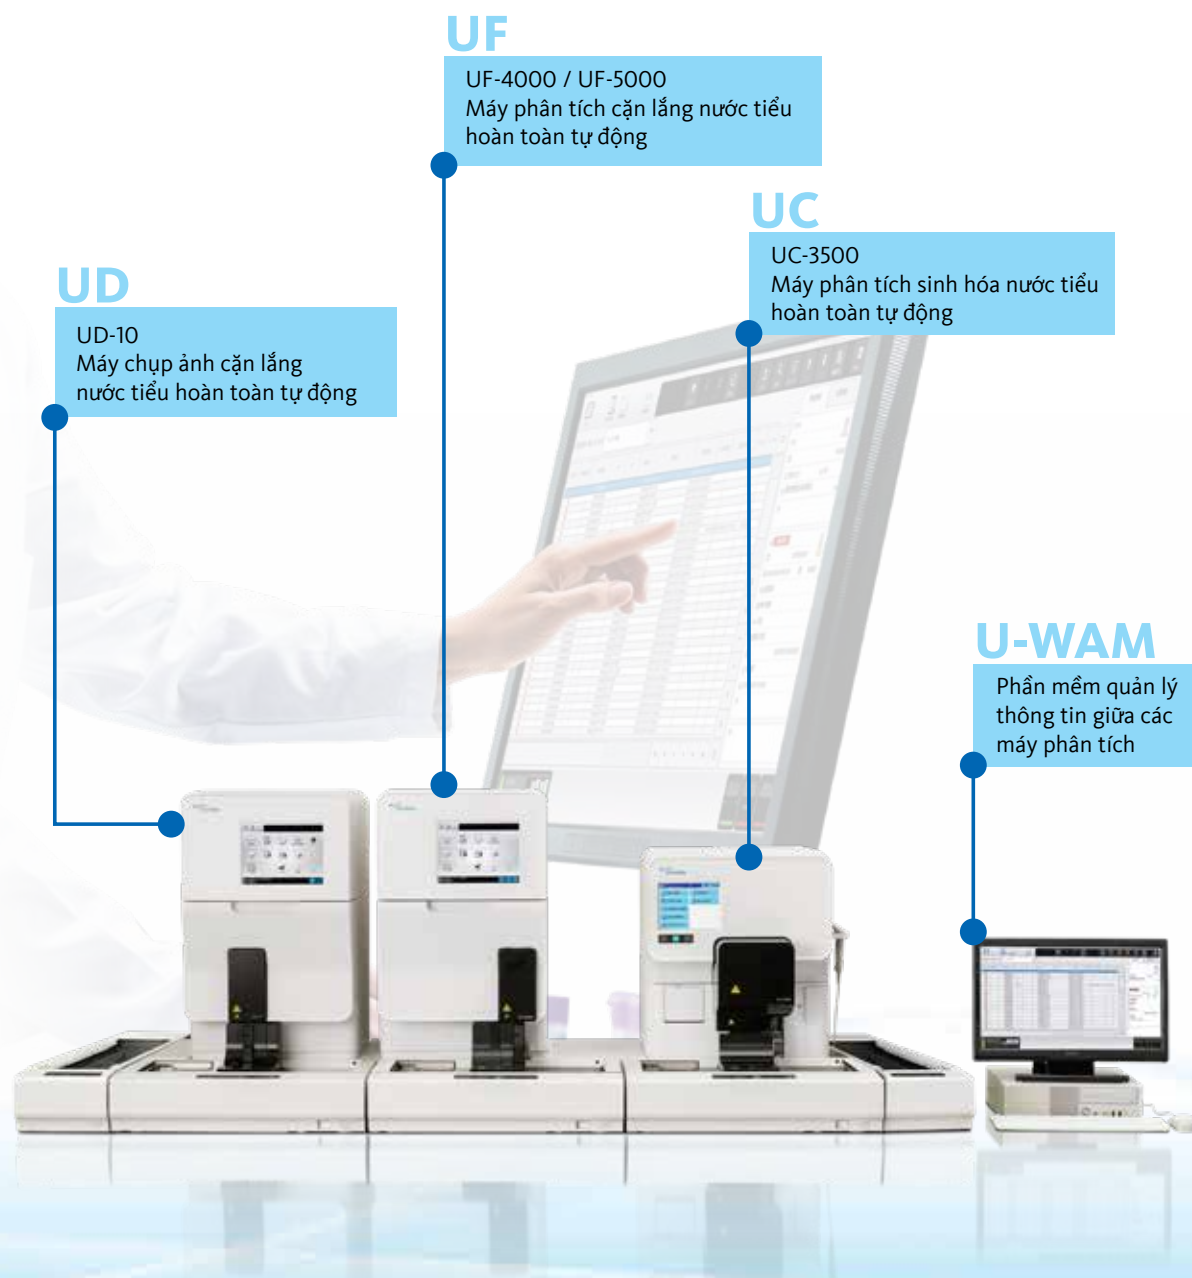 UF
UF-4000 / UF-5000
Máy phân tích cặn lắng nước tiểu
hoàn toàn tự động
UC
UC-3500
Máy phân tích sinh hóa nước tiểu
hoàn toàn tự động
UD
UD-10
Máy chụp ảnh cặn lắng
nước tiểu hoàn toàn tự động
U-WAM
Phần mềm quản lý
thông tin giữa các
máy phân tích